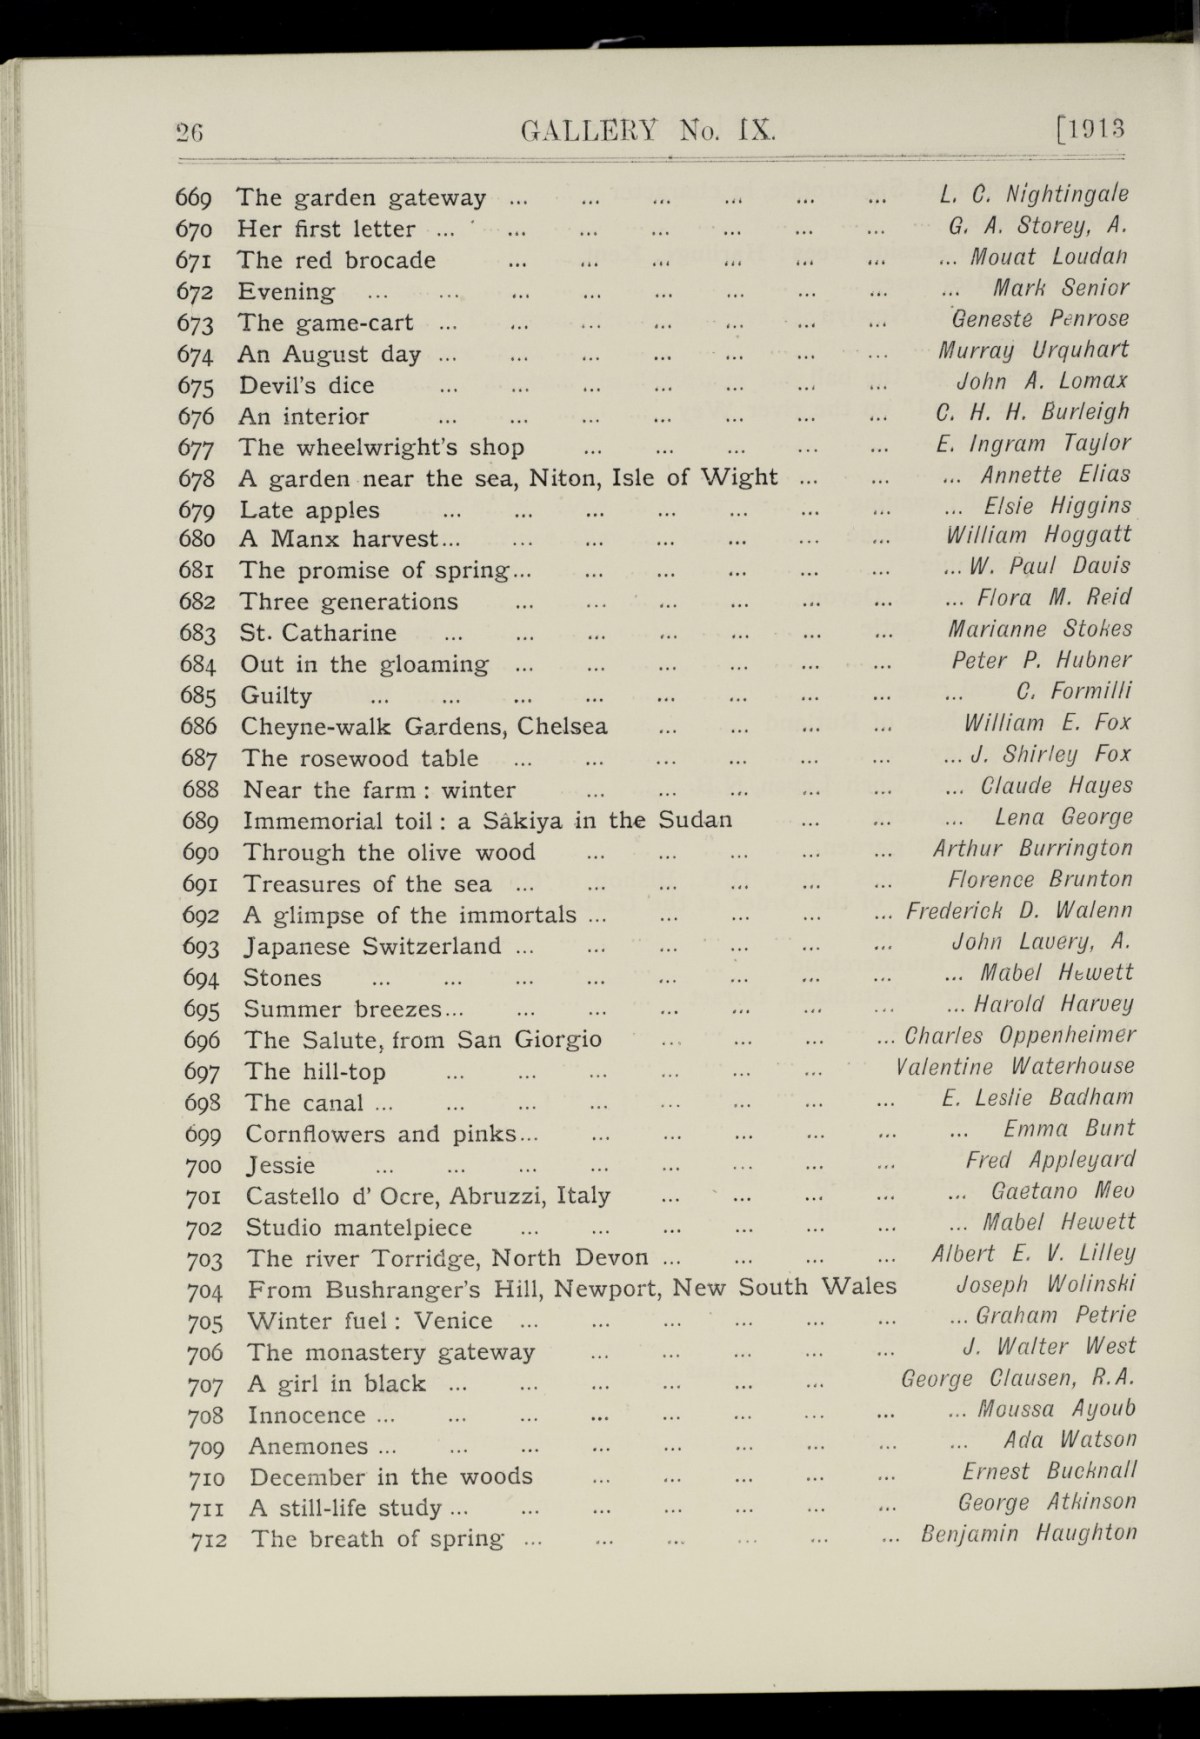 26 GALLERY No. IX. [1913
669 The garden gateway ... ... ... ... ... ... L. C. Nightingale
670 Her first letter ... ... ... ... ... ... ... G. A. Storey, A.
671 The red brocade ... ... ... ... ... ... ... Mouat Loudan
672 Evening ... ... ... ... ... ... ... ... ... Mark Senior
673 The game-cart ... ... ... ... ... ... ... Geneste Penrose
674 An August day ... ... ... ... ... ... ... Murray Urquhart
675 Devil's dice ... ... ... ... ... ... ... John A. Lomax
676 An interior ... ... ... ... ... ... ... C. H. H. Burleigh
677 The wheelwright's shop ... ... ... ... ... E. Ingram Taylor
678 A garden near the sea, Niton, Isle of Wight ... ... ... Annette Elias
679 Late apples ... ... ... ... ... ... ... ... Elsie Higgins
680 A Manx harvest... ... ... ... ... ... ... William Hoggatt
681 The promise of spring... ... ... ... ... ... ... W. Paul Davis
682 Three generations ... ... ... ... ... ... ... Flora M. Reid
683 St. Catharine ... ... ... ... ... ... ... Marianne Stokes
684 Out in the gloaming ... ... ... ... ... ... Peter P. Hubner
685 Guilty ... ... ... ... ... ... ... ... ... C. Formilli
686 Cheyne-walk Gardens, Chelsea ... ... ... ... William E. Fox
687 The rosewood table ... ... ... ... ... ... ... J. Shirley Fox
688 Near the farm : winter ... ... ... ... ... ... Claude Hayes
689 Immemorial toil : a Sâkiya in the Sudan ... ... ... Lena George
690 Through the olive wood ... ... ... ... ... Arthur Burrington
691 Treasures of the sea ... ... ... ... ... ... Florence Brunton
692 A glimpse of the immortals ... ... ... ... ... Frederick D. Walenn
693 Japanese Switzerland ... ... ... ... ... ... John Lavery, A.
694 Stones ... ... ... ... ... ... ... ... ... Mabel Hewett
695 Summer breezes... ... ... ... ... ... ... ... Harold Harvey
696 The Salute, from San Giorgio ... ... ... ... Charles Oppenheimer
697 The hill-top ... ... ... ... ... ... Valentine Waterhouse
698 The canal ... ... ... ... ... ... ... ... E. Leslie Badham
699 Cornflowers and pinks... ... ... ... ... ... ... Emma Bunt
700 Jessie ... ... ... ... ... ... ... ... Fred Appleyard
701 Castello d' Ocre, Abruzzi, Italy ... ... ... ... ... Gaetano Meo
702 Studio mantelpiece ... ... ... ... ... ... ... Mabel Hewett
703 The river Torridge, North Devon ... ... ... ... Albert E. V. Lilley
704 From Bushranger's Hill, Newport, New South Wales Joseph Wolinski
705 Winter fuel : Venice ... ... ... ... ... ... ... Graham Petrie
706 The monastery gateway ... ... ... ... ... J. Walter West
707 A girl in black ... ... ... ... ... ... George Clausen, R.A.
708 Innocence ... ... ... ... ... ... ... ... ... Moussa Ayoub
709 Anemones ... ... ... ... ... ... ... ... ... Ada Watson
710 December in the woods ... ... ... ... ... Ernest Bucknall
711 A still-life study ... ... ... ... ... ... ... George Atkinson
712 The breath of spring ... ... ... ... ... ... Benjamin Haughton